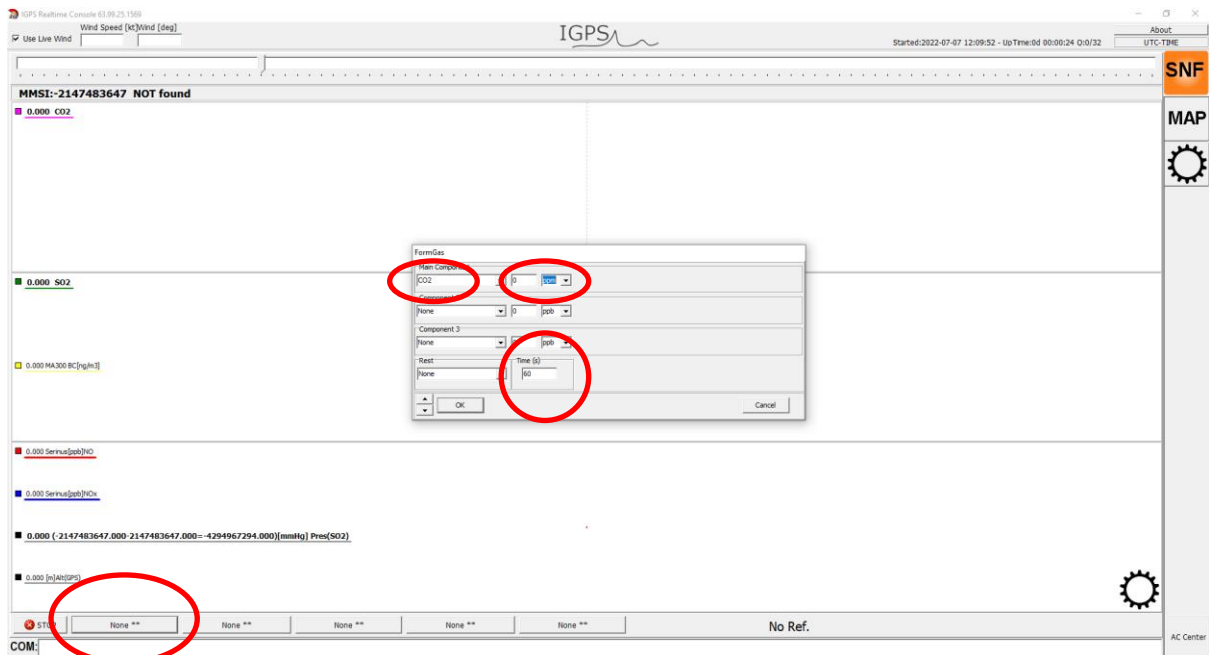 IGPS Realtime Console 63.99.25.1569
Wind Speed [kt] Wind [deg]
Use Live Wind
IGPS
Started:2022-07-07 12:09:52 - UpTime:0d 00:00:24 Q:0/32
About
UTC-TIME
SNF
MMSI:-2147483647 NOT found
0.000 CO2
MAP
FormGas
Main Component
CO2 0 ppm
0.000 SO2
Component
None 0 ppb
Component 3
None ppb
Rest Time (s)
0.000 MA300 BC[ng/m3]
None 60
OK Cancel
0.000 Serinus[ppb]NO
0.000 Serinus[ppb]NOx
0.000 (-2147483647.000-2147483647.000=-4294967294.000)[mmHg] Pres(SO2)
0.000 [m]Alt(GPS)
STOP None ** None ** None ** None ** None ** No Ref.
AC Center
COM: